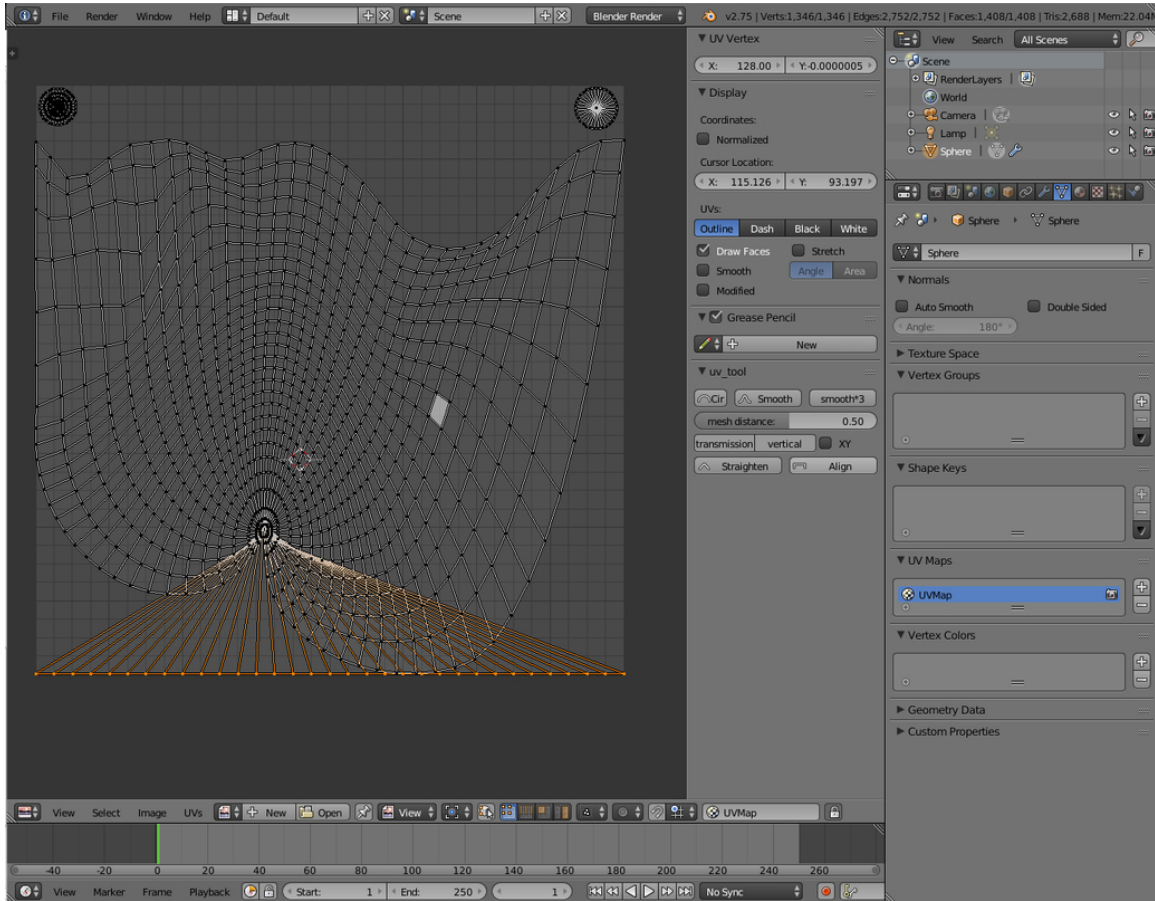 File Render Window Help Default Scene Blender Render v2.75 | Verts:1,346/1,346 | Edges:2,752/2,752 | Faces:1,408/1,408 | Tris:2,688 | Mem:22.04M
UV Vertex
X: 128.00 Y:-0.0000005
Display
Coordinates:
Normalized
Cursor Location:
X: 115.126 Y: 93.197
UVs:
Outline Dash Black White
Draw Faces Stretch
Smooth Angle Area
Modified
Grease Pencil
New
uv_tool
Cir Smooth smooth*3
mesh distance: 0.50
transmission vertical XY
Straighten Align
View Search All Scenes
Scene
RenderLayers
World
Camera
Lamp
Sphere
Sphere Sphere
Sphere F
Normals
Auto Smooth Double Sided
Angle: 180°
Texture Space
Vertex Groups
Shape Keys
UV Maps
UVMap
Vertex Colors
Geometry Data
Custom Properties
View Select Image UVs New Open View UVMap
-40 -20 0 20 40 60 80 100 120 140 160 180 200 220 240 260
View Marker Frame Playback Start: 1 End: 250 1 No Sync